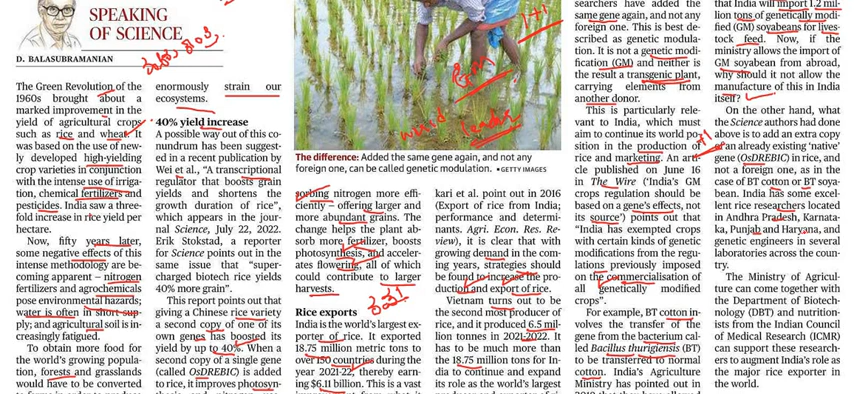 SPEAKING
OF SCIENCE
D. BALASUBRAMANIAN
The Green Revolution of the
1960s brought about a
marked improvement in the
yield of agricultural crops
such as rice and wheat. It
was based on the use of new-
ly developed high-yielding
crop varieties in conjunction
with the intense use of irriga-
tion, chemical fertilizers and
pesticides. India saw a three-
fold increase in rice yield per
hectare.
Now, fifty years later,
some negative effects of this
intense methodology are be-
coming apparent – nitrogen
fertilizers and agrochemicals
pose environmental hazards;
water is often in short sup-
ply; and agricultural soil is in-
creasingly fatigued.
To obtain more food for
the world's growing popula-
tion, forests and grasslands
would have to be converted
enormously strain our
ecosystems.
40% yield increase
A possible way out of this co-
nundrum has been suggest-
ed in a recent publication by
Wei et al., "A transcriptional
regulator that boosts grain
yields and shortens the
growth duration of rice",
which appears in the jour-
nal Science, July 22, 2022.
Erik Stokstad, a reporter
for Science points out in the
same issue that "super-
charged biotech rice yields
40% more grain".
This report points out that
giving a Chinese rice variety
a second copy of one of its
own genes has boosted its
yield by up to 40%. When a
second copy of a single gene
(called OsDREBIC) is added
to rice, it improves photosyn-
world
leader
1+1
The difference: Added the same gene again, and not any
foreign one, can be called genetic modulation. • GETTY IMAGES
sorbing nitrogen more effi-
ciently – offering larger and
more abundant grains. The
change helps the plant ab-
sorb more fertilizer, boosts
photosynthesis, and acceler-
ates flowering, all of which
could contribute to larger
harvests.
Rice exports
India is the world's largest ex-
porter of rice. It exported
18.75 million metric tons to
over 150 countries during the
year 2021-22, thereby earn-
ing $6.11 billion. This is a vast
kari et al. point out in 2016
(Export of rice from India;
performance and determi-
nants. Agri. Econ. Res. Re-
view), it is clear that with
growing demand in the com-
ing years, strategies should
be found to increase the pro-
duction and export of rice.
Vietnam turns out to be
the second most producer of
rice, and it produced 6.5 mil-
lion tonnes in 2021-2022. It
has to be much more than
the 18.75 million tons for In-
dia to continue and expand
its role as the world's largest
searchers have added the
same gene again, and not any
foreign one. This is best de-
scribed as genetic modula-
tion. It is not a genetic modi-
fication (GM) and neither is
the result a transgenic plant,
carrying elements from
another donor.
This is particularly rele-
vant to India, which must
aim to continue its world po-
sition in the production of
rice and marketing. An arti-
cle published on June 16
in The Wire ('India's GM
crops regulation should be
based on a gene's effects, not
its source') points out that
"India has exempted crops
with certain kinds of genetic
modifications from the regu-
lations previously imposed
on the commercialisation of
all genetically modified
crops".
For example, BT cotton in-
volves the transfer of the
gene from the bacterium cal-
led Bacillus thurigiensis (BT)
to be transferred to normal
cotton. India's Agriculture
Ministry has pointed out in
that India will import 1.2 mil-
lion tons of genetically modi-
fied (GM) soyabeans for lives-
tock feed. Now, if the
ministry allows the import of
GM soyabean from abroad,
why should it not allow the
manufacture of this in India
itself?
On the other hand, what
the Science authors had done
above is to add an extra copy
of an already existing 'native'
gene (OsDREBIC) in rice, and
not a foreign one, as in the
case of BT cotton or BT soya-
bean. India has some excel-
lent rice researchers located
in Andhra Pradesh, Karnata-
ka, Punjab and Haryana, and
genetic engineers in several
laboratories across the coun-
try.
The Ministry of Agricul-
ture can come together with
the Department of Biotech-
nology (DBT) and nutrition-
ists from the Indian Council
of Medical Research (ICMR)
can support these research-
ers to augment India's role as
the major rice exporter in
the world.